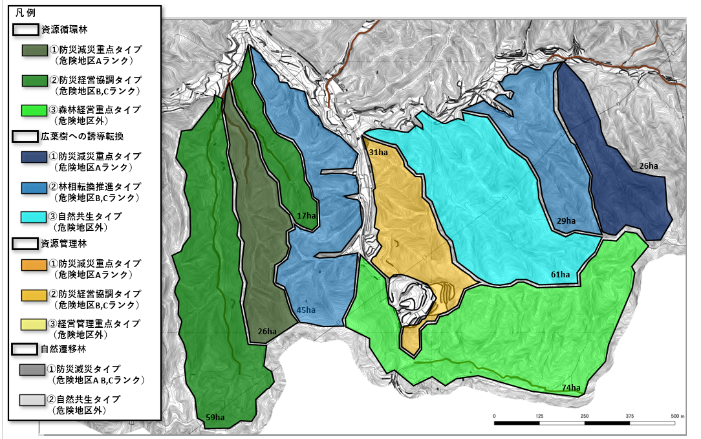 凡例
資源循環林
①防災減災重点タイプ
(危険地区Aランク)
②防災経営協調タイプ
(危険地区B,Cランク)
③森林経営重点タイプ
(危険地区外)
広葉樹への誘導転換
①防災減災重点タイプ
(危険地区Aランク)
②林相転換推進タイプ
(危険地区B,Cランク)
③自然共生タイプ
(危険地区外)
資源管理林
①防災減災重点タイプ
(危険地区Aランク)
②防災経営協調タイプ
(危険地区B,Cランク)
③経営管理重点タイプ
(危険地区外)
自然遷移林
①防災減災タイプ
(危険地区A B,Cランク)
②自然共生タイプ
(危険地区外)
31ha
26ha
17ha
29ha
61ha
45ha
26ha
74ha
59ha
0 125 250 375 500 m